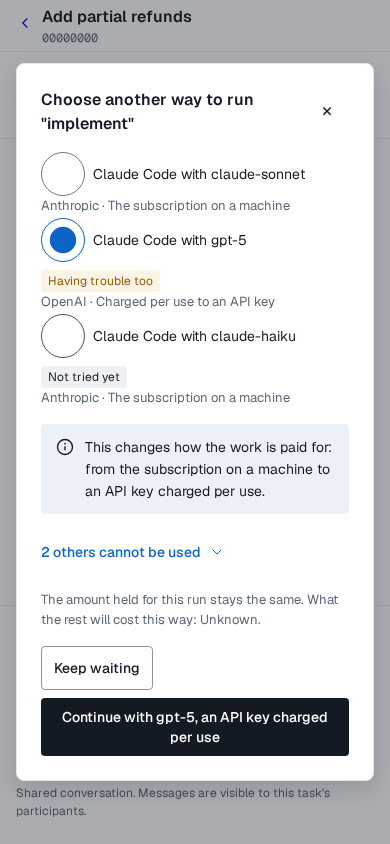 Add partial refunds
00000000
Choose another way to run
"implement"
Claude Code with claude-sonnet
Anthropic · The subscription on a machine
Claude Code with gpt-5
Having trouble too
OpenAI · Charged per use to an API key
Claude Code with claude-haiku
Not tried yet
Anthropic · The subscription on a machine
This changes how the work is paid for:
from the subscription on a machine to
an API key charged per use.
2 others cannot be used
The amount held for this run stays the same. What
the rest will cost this way: Unknown.
Keep waiting
Continue with gpt-5, an API key charged
per use
Shared conversation. Messages are visible to this task's
participants.